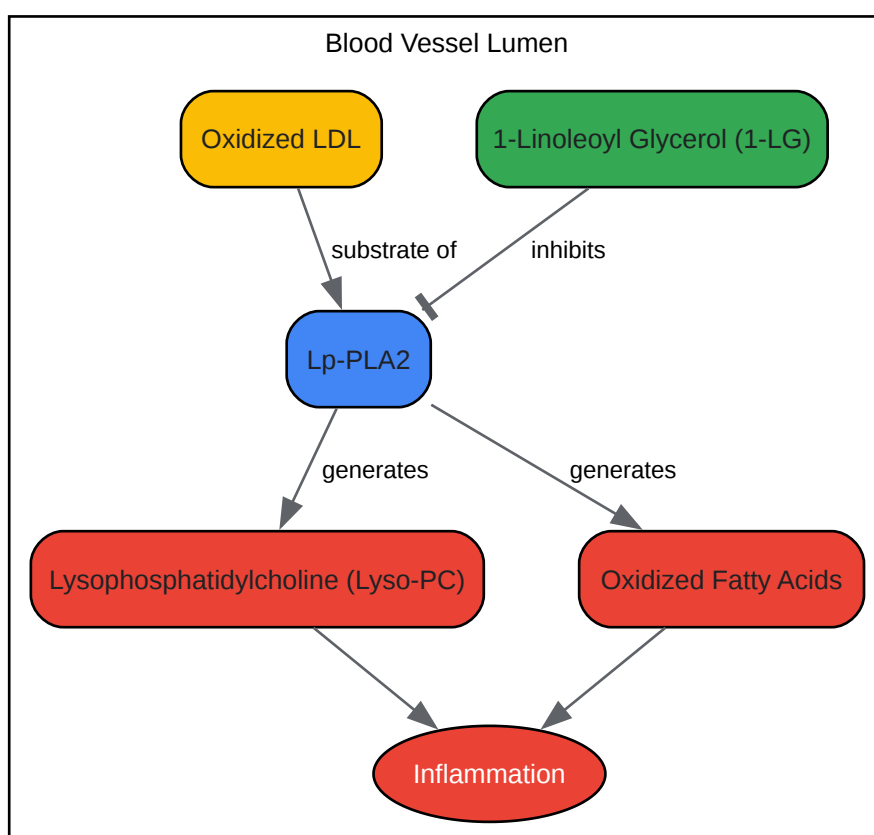 Blood Vessel Lumen
Oxidized LDL
1-Linoleoyl Glycerol (1-LG)
substrate of
inhibits
Lp-PLA2
generates
generates
Lysophosphatidylcholine (Lyso-PC)
Oxidized Fatty Acids
Inflammation